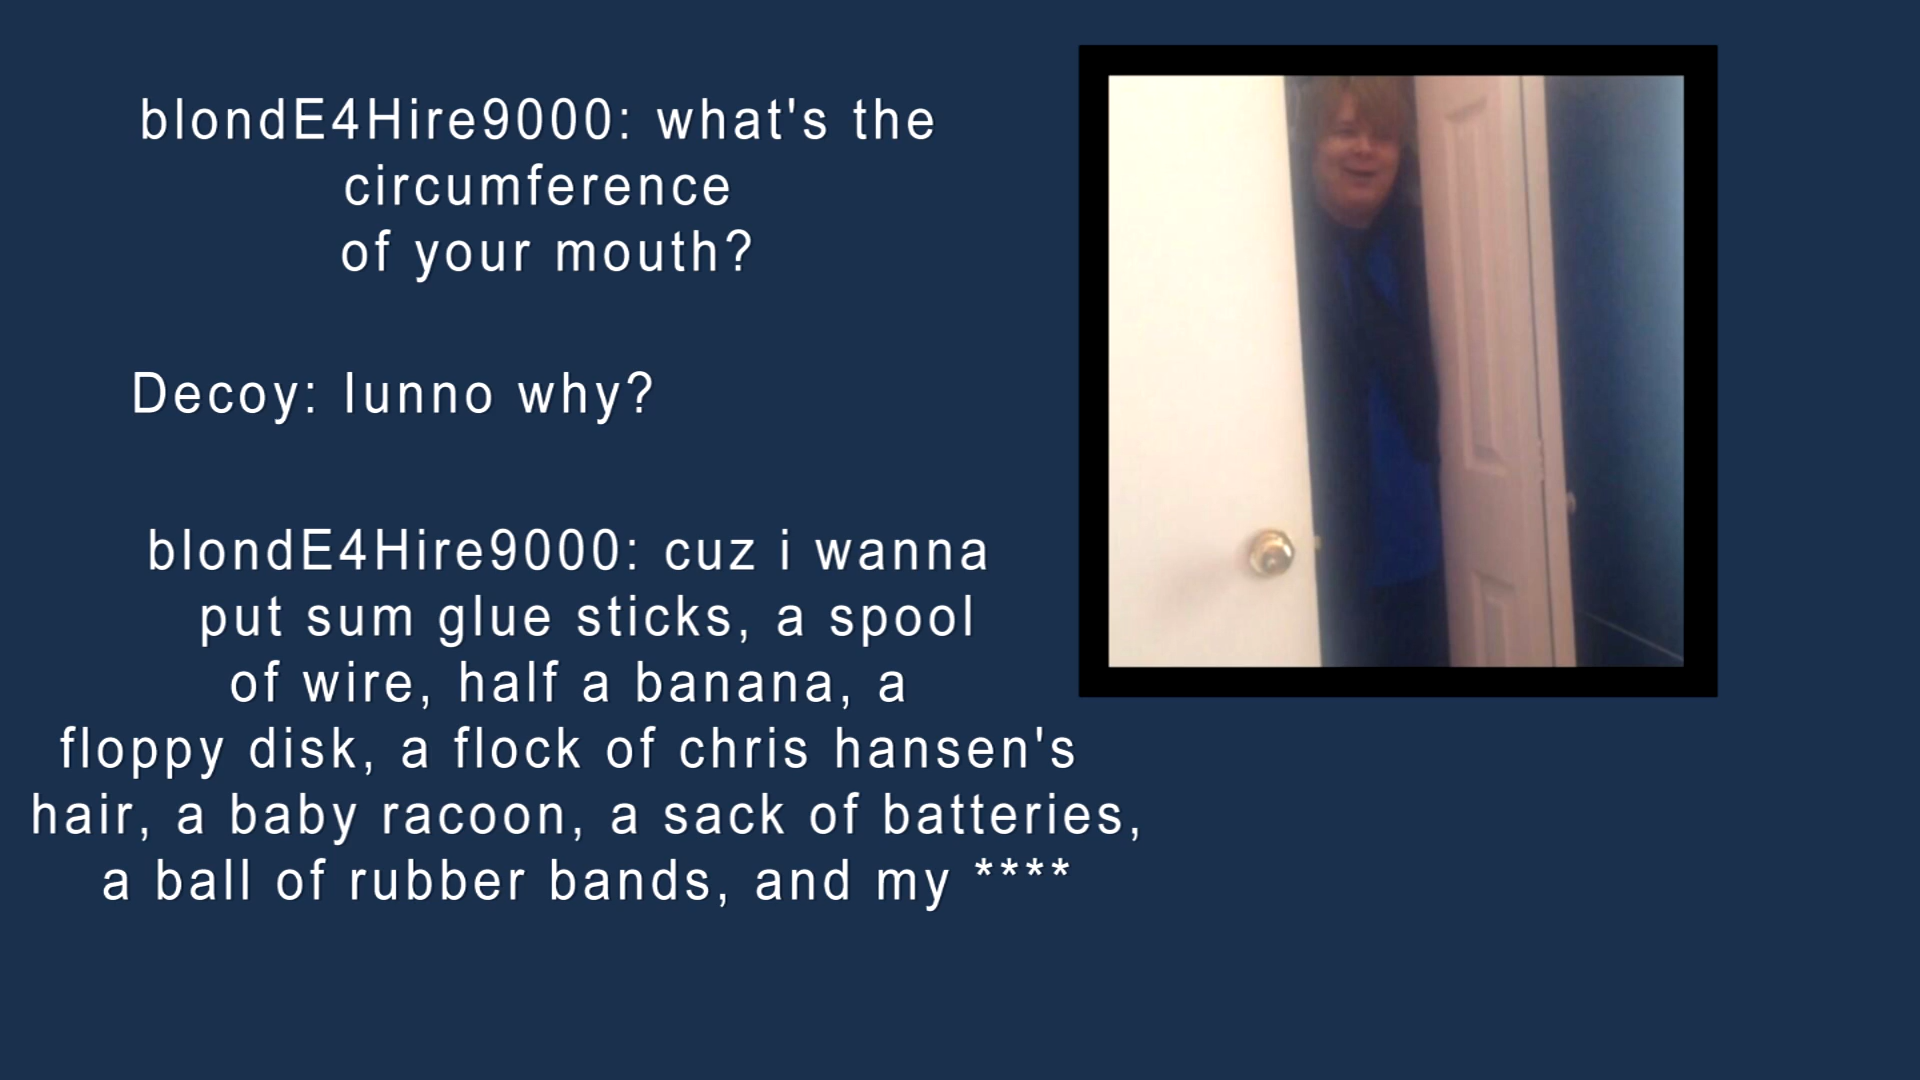 blondE4Hire9000: what's the
circumference
of your mouth?
Decoy: Iunno why?
blondE4Hire9000: cuz i wanna
put sum glue sticks, a spool
of wire, half a banana, a
floppy disk, a flock of chris hansen's
hair, a baby racoon, a sack of batteries,
a ball of rubber bands, and my ****